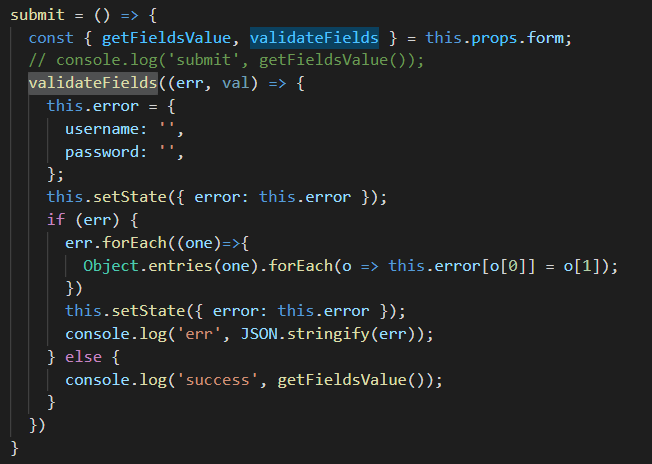 submit = () => {
  const { getFieldsValue, validateFields } = this.props.form;
  // console.log('submit', getFieldsValue());
  validateFields((err, val) => {
    this.error = {
      username: '',
      password: '',
    };
    this.setState({ error: this.error });
    if (err) {
      err.forEach((one)=>{
        Object.entries(one).forEach(o => this.error[o[0]] = o[1]);
      })
      this.setState({ error: this.error });
      console.log('err', JSON.stringify(err));
    } else {
      console.log('success', getFieldsValue());
    }
  })
}